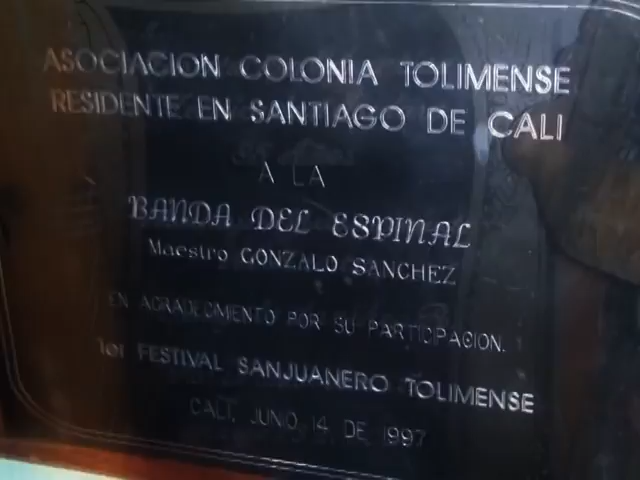 ASOCIACION COLONIA TOLIMENSE
RESIDENTE EN SANTIAGO DE CALI
A LA
BANDA DEL ESPINAL
Maestro GONZALO SANCHEZ
EN AGRADECIMIENTO POR SU PARTICIPACION.
1er FESTIVAL SANJUANERO TOLIMENSE
CALI, JUNIO 14 DE 1997